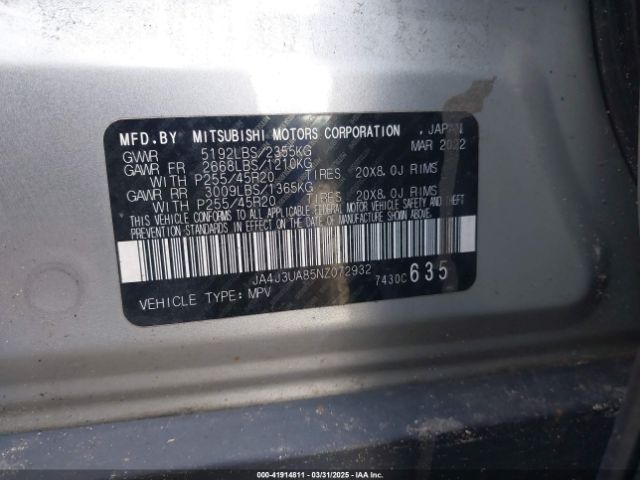 MFD.BY MITSUBISHI MOTORS CORPORATION , JAPAN
GVWR 5192LBS/2355KG MAR 2022
GAWR FR 2668LBS/1210KG
WITH P255/45R20 TIRES, 20X8.0J RIMS
GAWR RR 3009LBS/1365KG
WITH P255/45R20 TIRES, 20X8.0J RIMS
THIS VEHICLE CONFORMS TO ALL APPLICABLE FEDERAL MOTOR VEHICLE SAFETY AND THEFT
PREVENTION STANDARDS IN EFFECT ON THE DATE OF MANUFACTURE SHOWN ABOVE.
JA4J3UA85NZ072932
7430C 635
VEHICLE TYPE: MPV
000-41914811 - 03/31/2025 - IAAI.COM